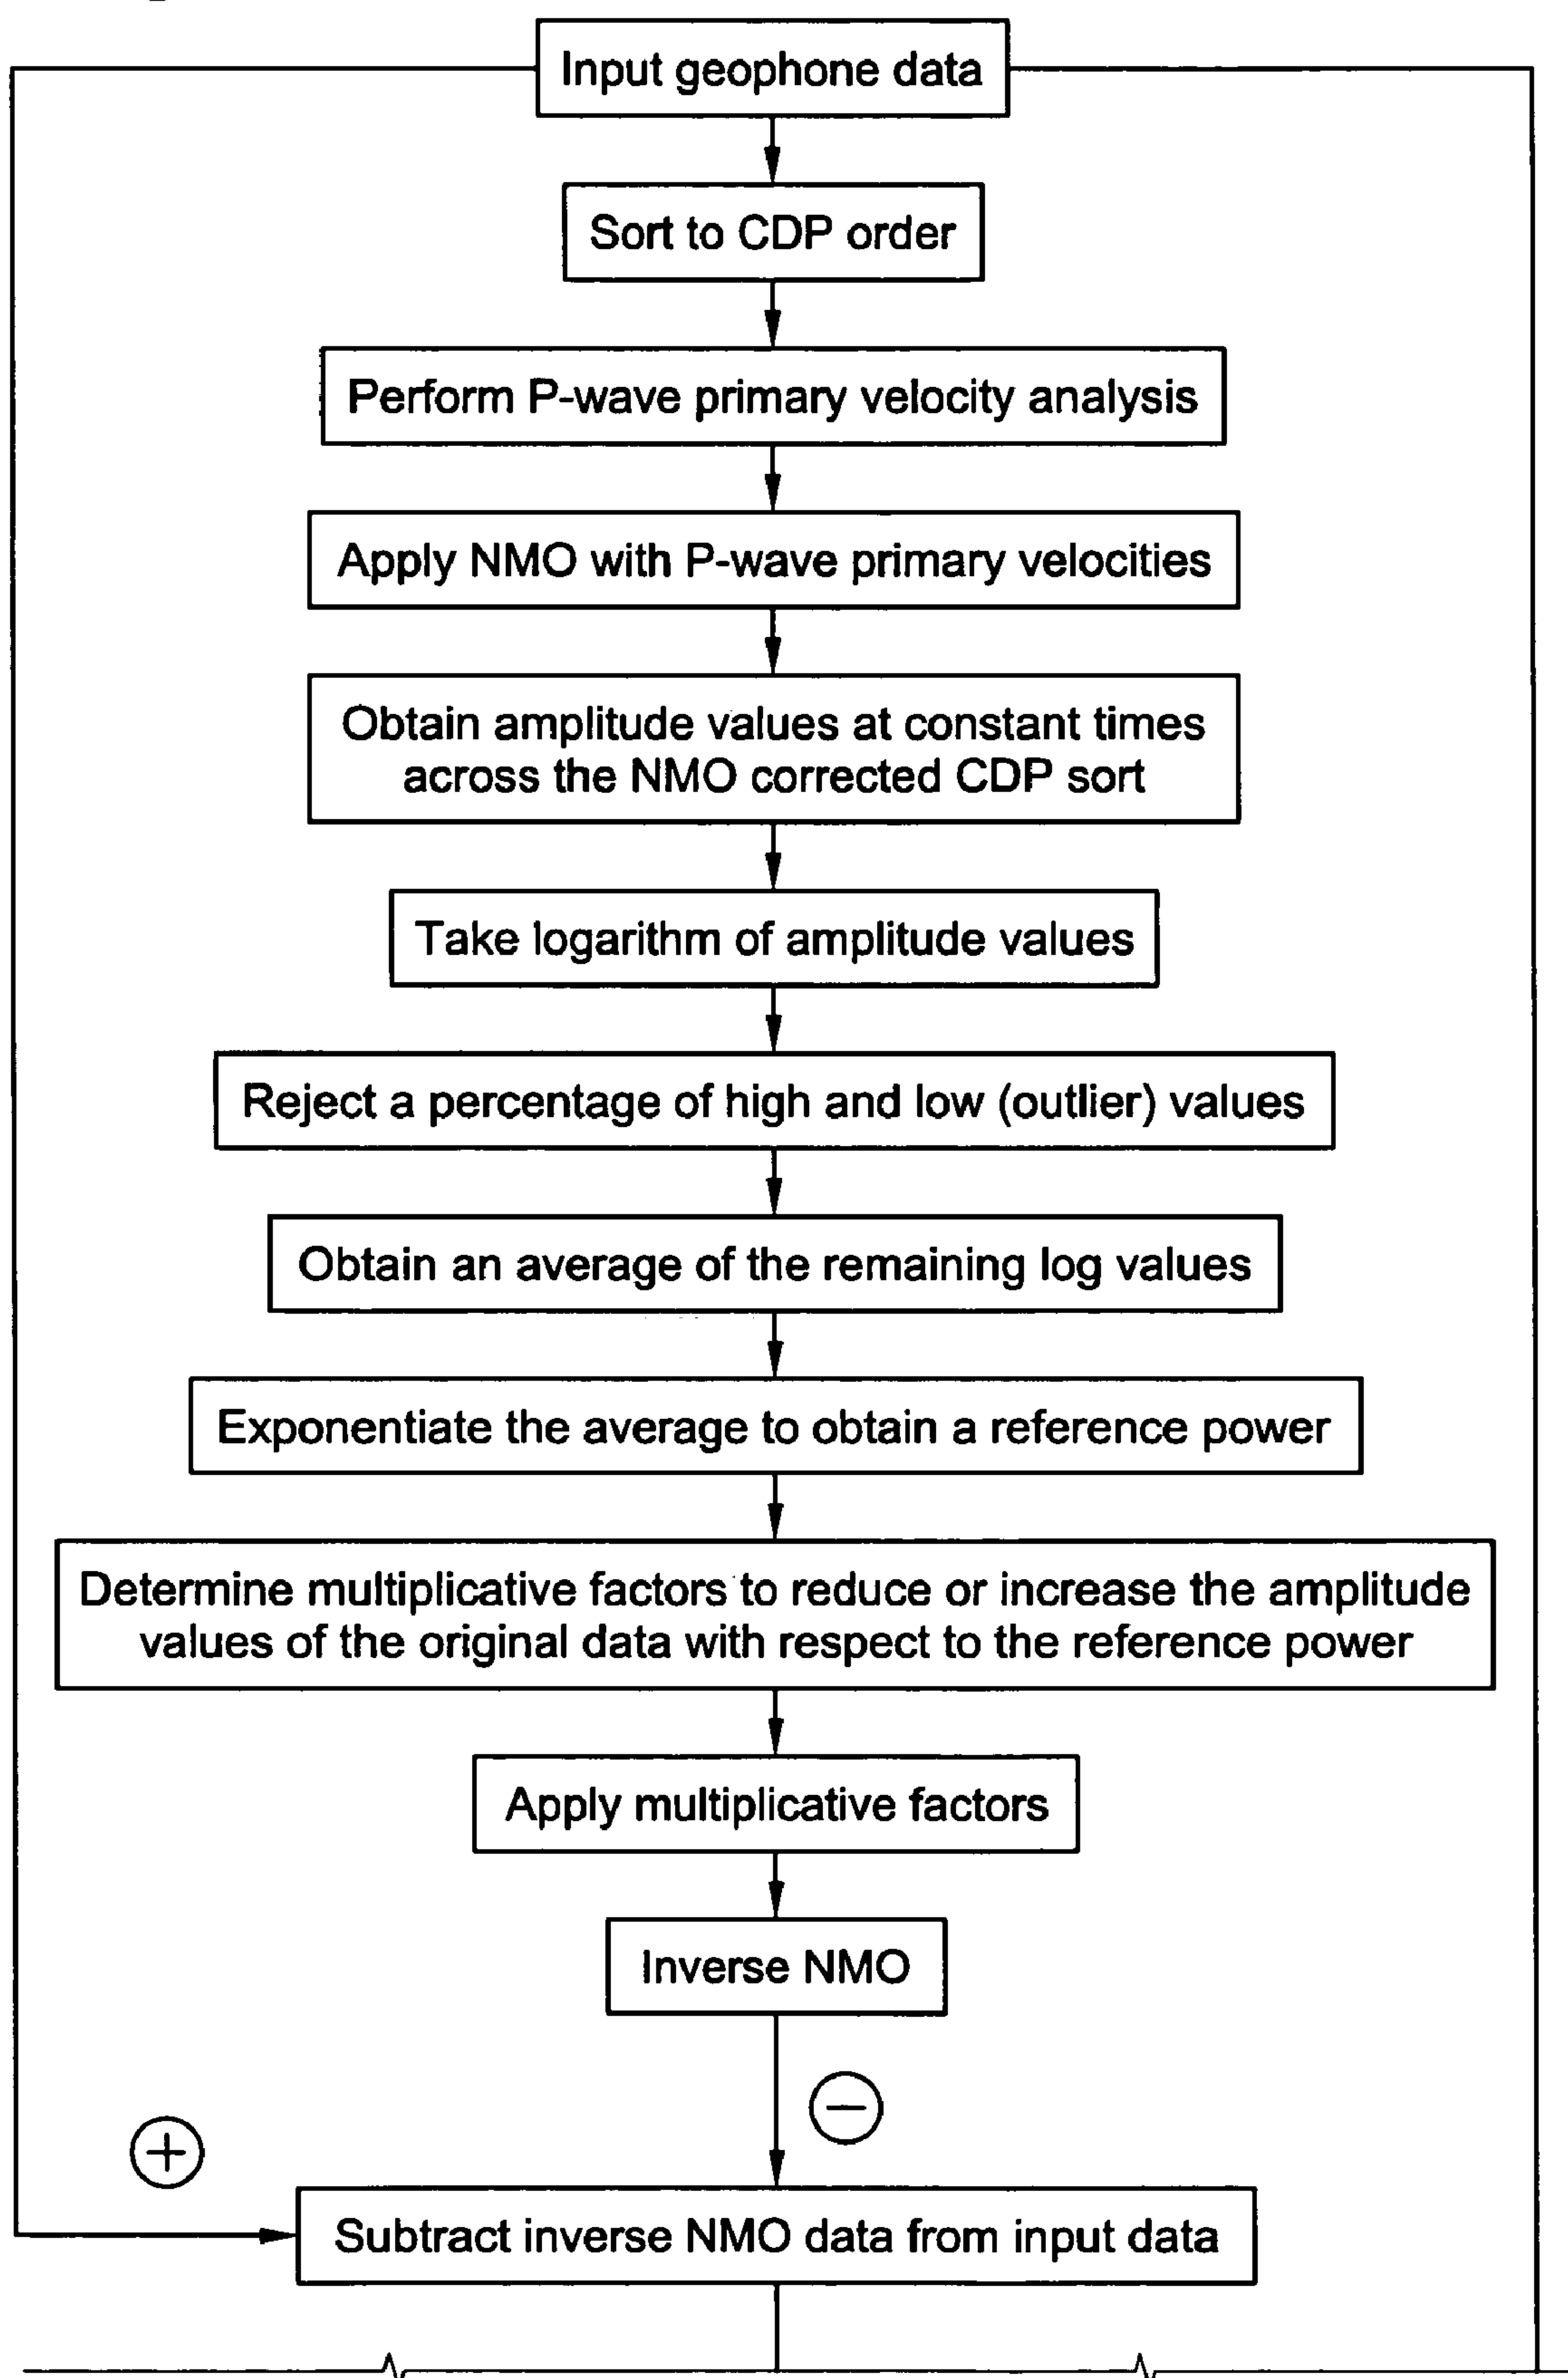 Input geophone data
Sort to CDP order
Perform P-wave primary velocity analysis
Apply NMO with P-wave primary velocities
Obtain amplitude values at constant times
across the NMO corrected CDP sort
Take logarithm of amplitude values
Reject a percentage of high and low (outlier) values
Obtain an average of the remaining log values
Exponentiate the average to obtain a reference power
Determine multiplicative factors to reduce or increase the amplitude
values of the original data with respect to the reference power
Apply multiplicative factors
Inverse NMO
−
+
Subtract inverse NMO data from input data